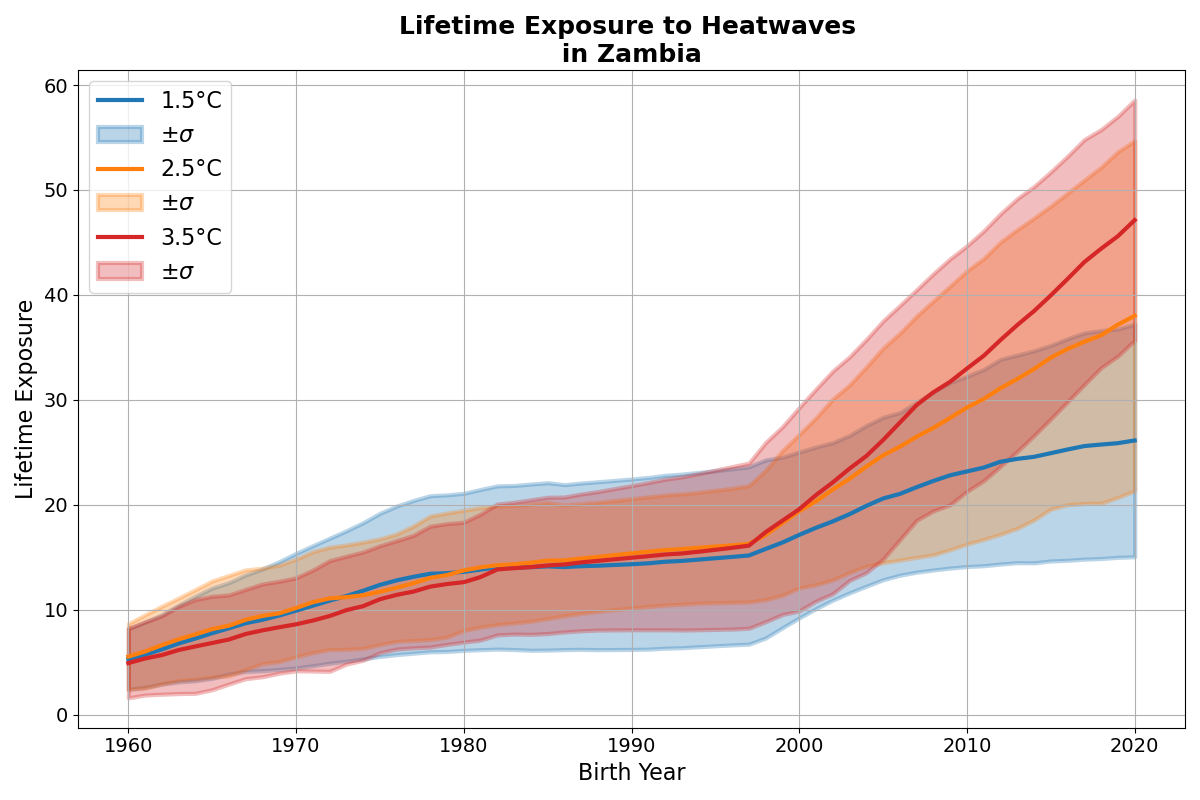 Lifetime Exposure to Heatwaves
in Zambia
1.5°C
±σ
2.5°C
±σ
3.5°C
±σ
Lifetime Exposure
60
50
40
30
20
10
0
1960 1970 1980 1990 2000 2010 2020
Birth Year